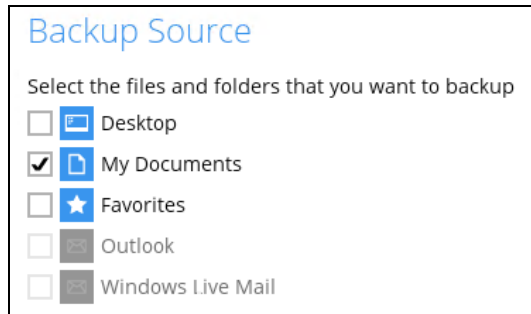 Backup Source
Select the files and folders that you want to backup
Desktop
My Documents
Favorites
Outlook
Windows Live Mail